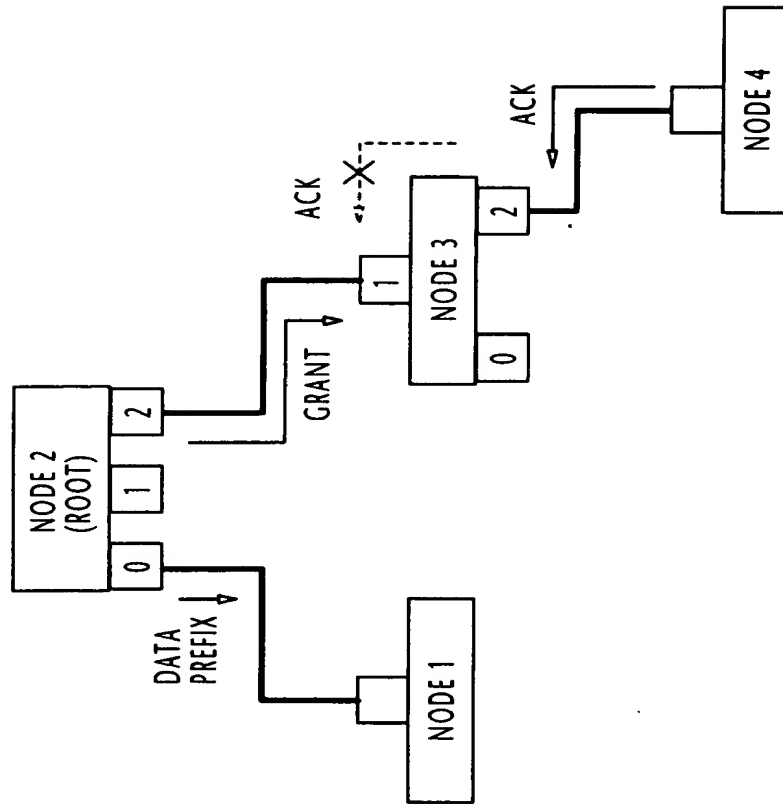 NODE 2
(ROOT)
0
1
2
DATA
PREFIX
GRANT
NODE 1
ACK
1
NODE 3
0
2
ACK
NODE 4